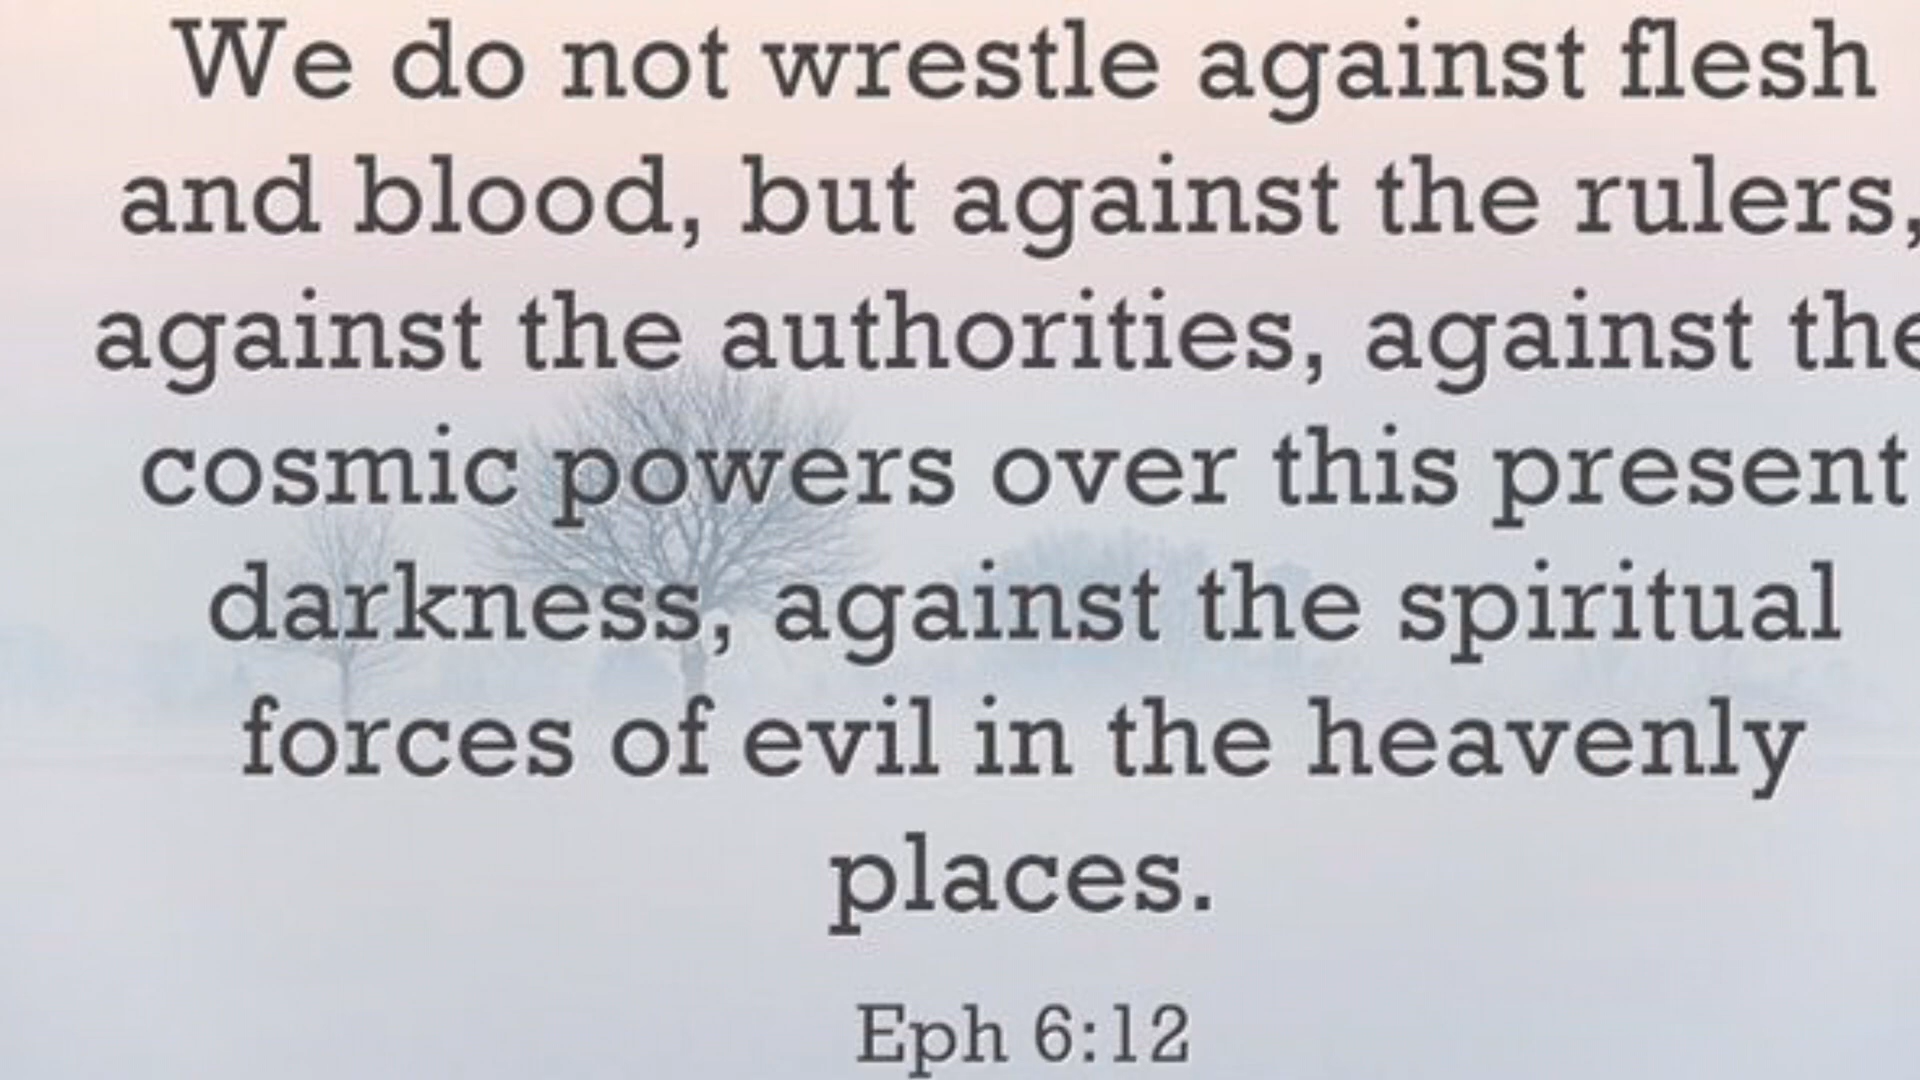 We do not wrestle against flesh
and blood, but against the rulers,
against the authorities, against the
cosmic powers over this present
darkness, against the spiritual
forces of evil in the heavenly
places.
Eph 6:12